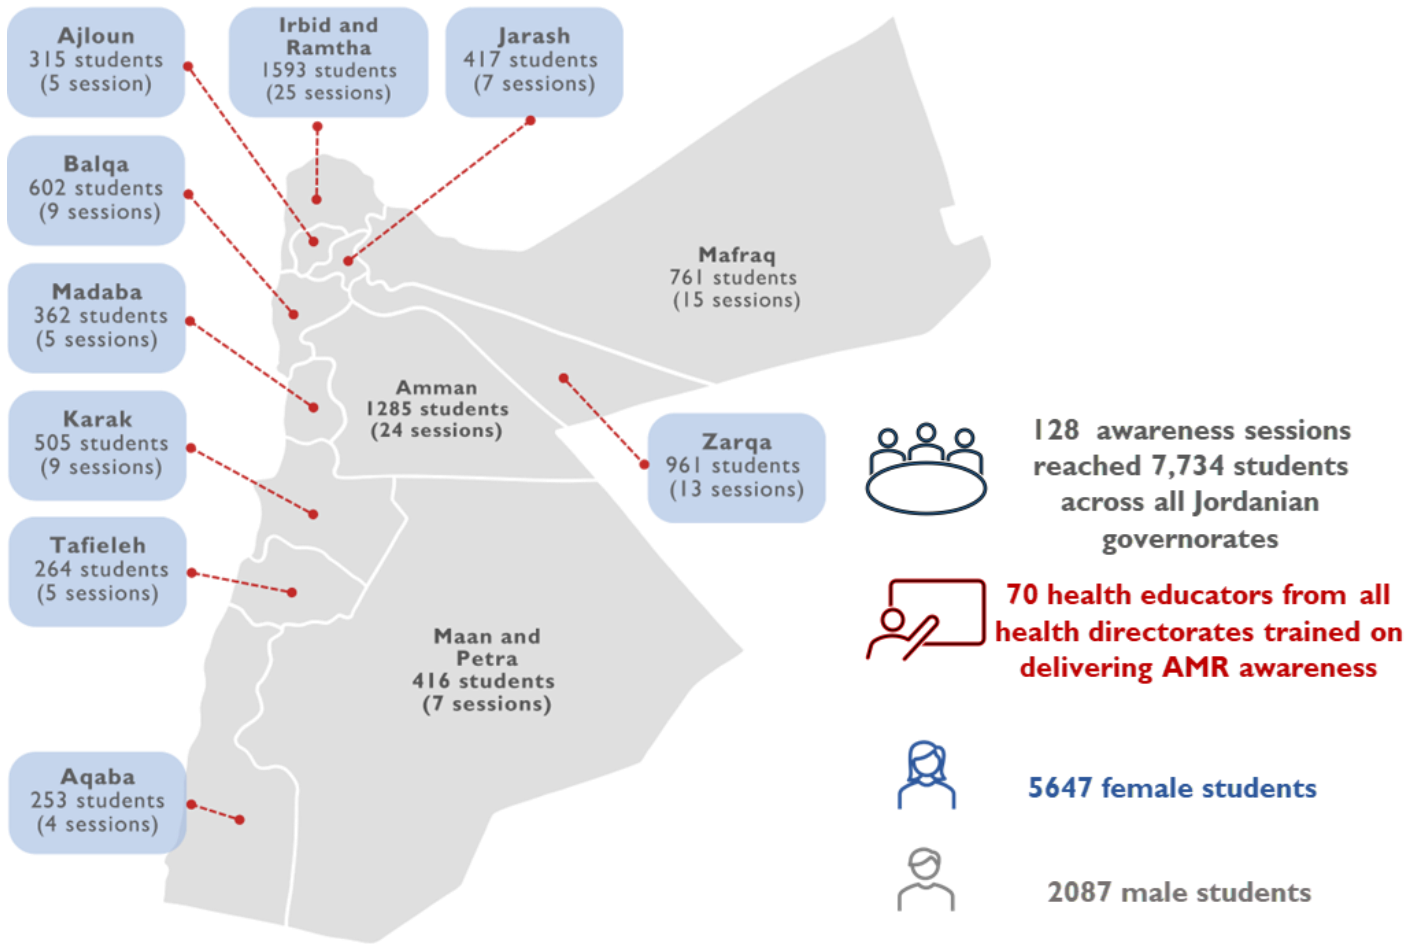 Ajloun
315 students
(5 session)
Irbid and
Ramtha
1593 students
(25 sessions)
Jarash
417 students
(7 sessions)
Balqa
602 students
(9 sessions)
Mafraq
761 students
(15 sessions)
Madaba
362 students
(5 sessions)
Amman
1285 students
(24 sessions)
Karak
505 students
(9 sessions)
Zarqa
961 students
(13 sessions)
Tafieleh
264 students
(5 sessions)
Maan and
Petra
416 students
(7 sessions)
Aqaba
253 students
(4 sessions)
128 awareness sessions
reached 7,734 students
across all Jordanian
governorates
70 health educators from all
health directorates trained on
delivering AMR awareness
5647 female students
2087 male students